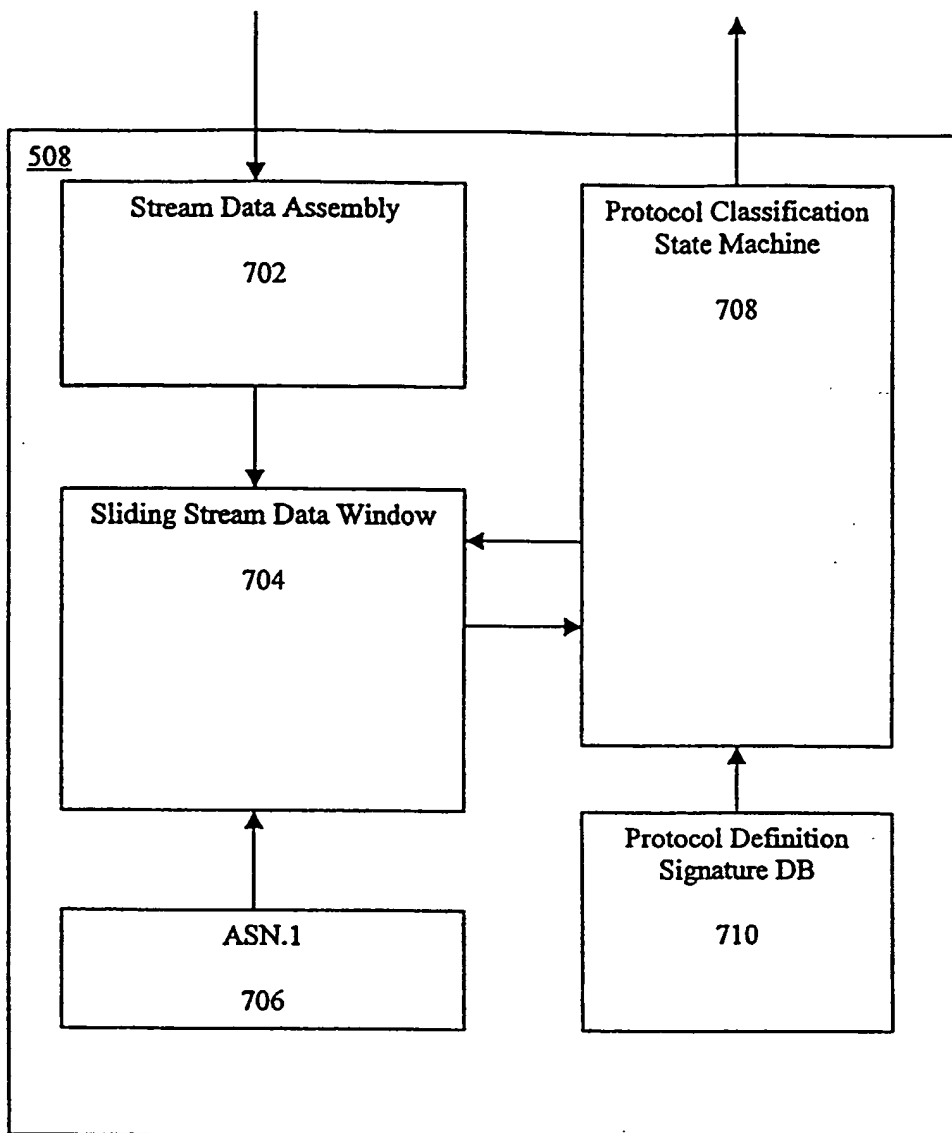 508
Stream Data Assembly
702
Protocol Classification
State Machine
708
Sliding Stream Data Window
704
Protocol Definition
Signature DB
710
ASN.1
706